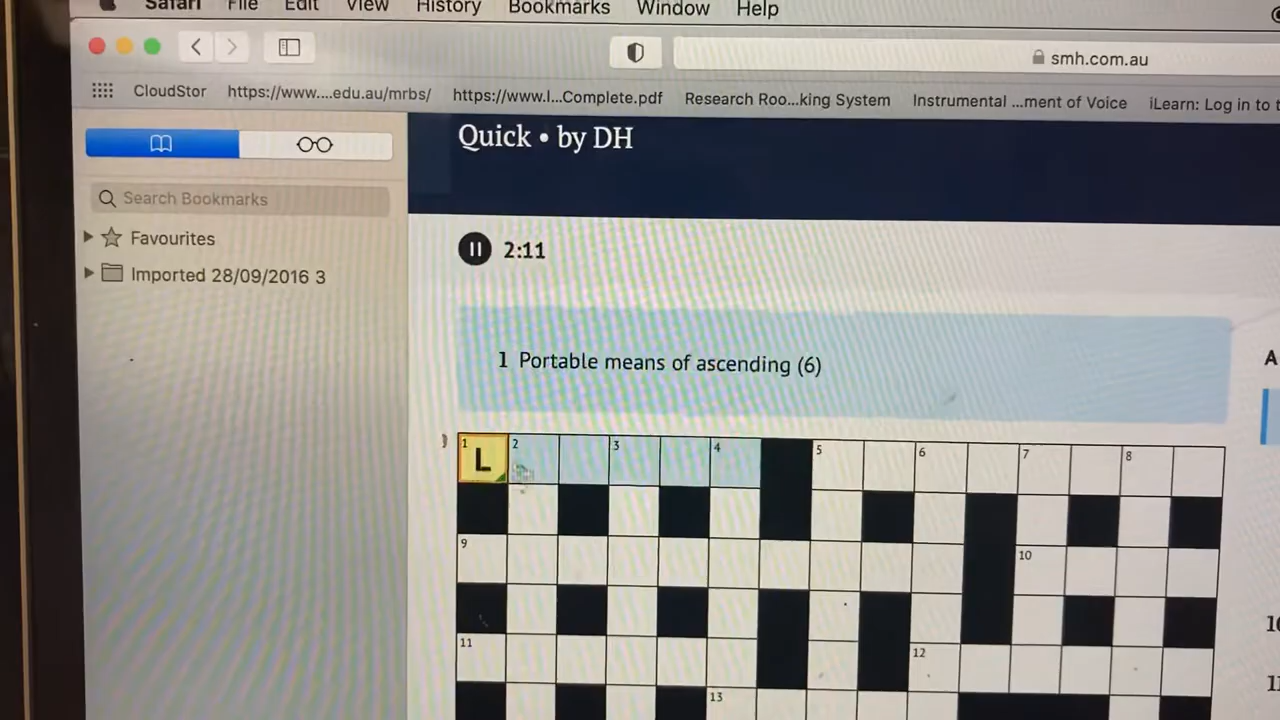 Safari File Edit View History Bookmarks Window Help
smh.com.au
CloudStor https://www....edu.au/mrbs/ https://www.l...Complete.pdf Research Roo...king System Instrumental ...ment of Voice iLearn: Log in to t
Quick • by DH
Search Bookmarks
Favourites
Imported 28/09/2016 3
2:11
1 Portable means of ascending (6)
A
1 2 3 4 5 6 7 8
L
9 10
11 12
13
10
11